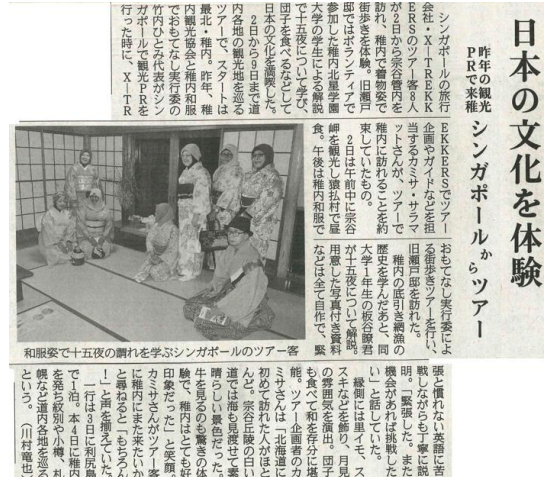 日本の文化を体験
昨年の観光
PRで来稚
シンガポールからツアー
シンガポールの旅行
会社・X-TREKK
ERSのツアー客8人
が2日から宗谷管内を
訪れ、稚内で着物姿で
街歩きを体験。旧瀬戸
邸ではボランティアで
参加した稚内北星学園
大学の学生による解説
で十五夜について学び、
団子を食べるなどして
日本の文化を満喫した。
2日から9日まで道
内各地の観光地を巡る
ツアーで、スタートは
最北・稚内。昨年、稚
内観光協会と稚内和服
でおもてなし実行委の
竹内ひとみ代表がシン
ガポールで観光PRを
行った時に、X-TR
EKKERSでツアー
企画やガイドなどを担
当するカミサ・サラマ
ットさんが、ツアーで
稚内に訪れることを約
束していたもの。
2日は午前中に宗谷
岬を観光し猿払村で昼
食。午後は稚内和服で
おもてなし実行委によ
る街歩きツアーを行い、
旧瀬戸邸を訪れた。
稚内の底引き網漁の
歴史を学んだあと、同
大学1年生の板谷暸君
が十五夜について解説。
用意した写真付き資料
などは全て自作で、緊
張と慣れない英語に苦
戦しながらも丁寧に説
明。「緊張した。また
機会があれば挑戦した
い」と話していた。
縁側には里イモ、ス
スキなどを飾り、月見
の雰囲気を演出。団子
も食べて和を存分に堪
能。ツアー企画者のカ
ミサさんは「北海道に
初めて訪れた人がほと
んど。宗谷丘陵の白い
道では海も見渡せて素
晴らしい景色だった。
牛を見るのも驚きの体
験で、稚内はとても好
印象だった」と笑顔。
カミサさんがツアー客
に稚内にまた来たいか
と尋ねると「もちろん
!」と声を揃えていた。
一行は3日に利尻島
で1泊。本4日に稚内
を発ち紋別や小樽、札
幌など道内各地を巡る
という。(川村竜也)
和服姿で十五夜の慣れを学ぶシンガポールのツアー客